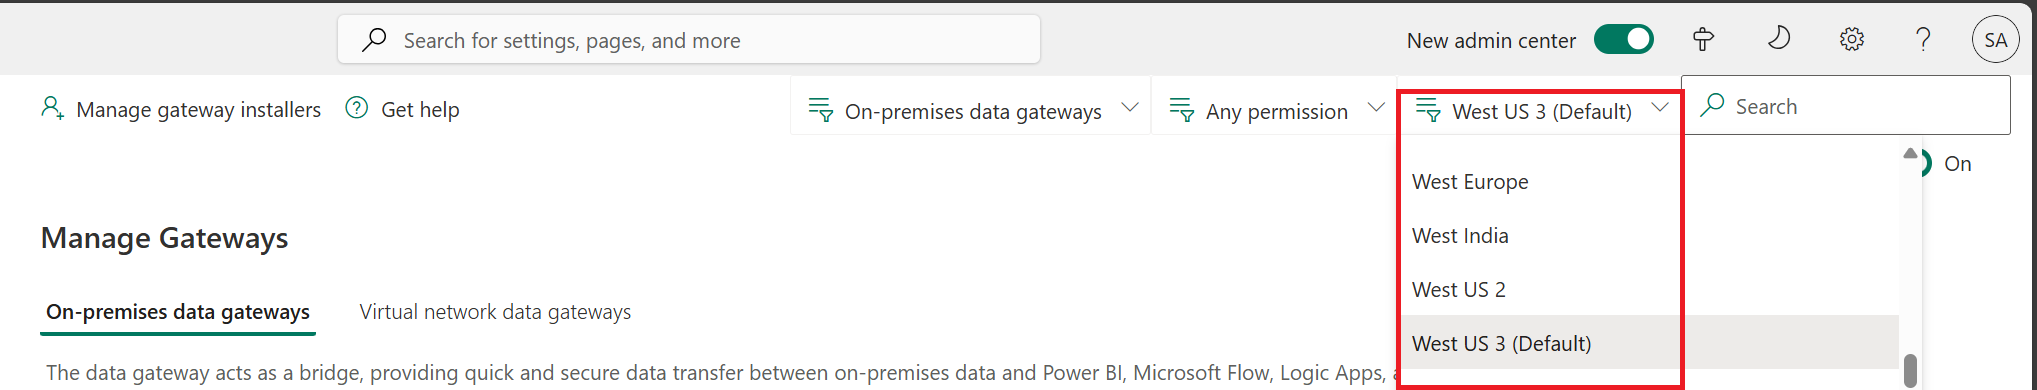 Search for settings, pages, and more
New admin center
SA
Manage gateway installers
Get help
On-premises data gateways
Any permission
West US 3 (Default)
Search
West Europe
West India
West US 2
West US 3 (Default)
On
Manage Gateways
On-premises data gateways
Virtual network data gateways
The data gateway acts as a bridge, providing quick and secure data transfer between on-premises data and Power BI, Microsoft Flow, Logic Apps,